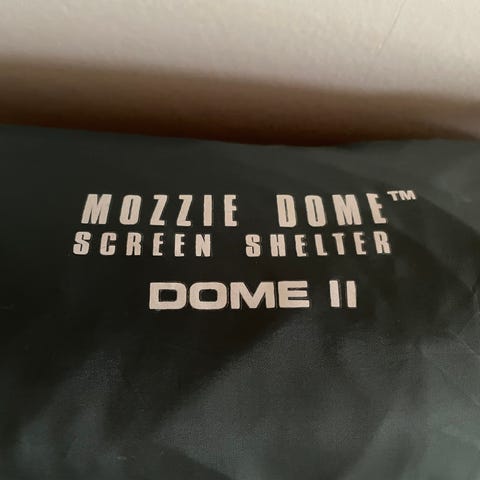 MOZZIE DOME™
SCREEN SHELTER
DOME II